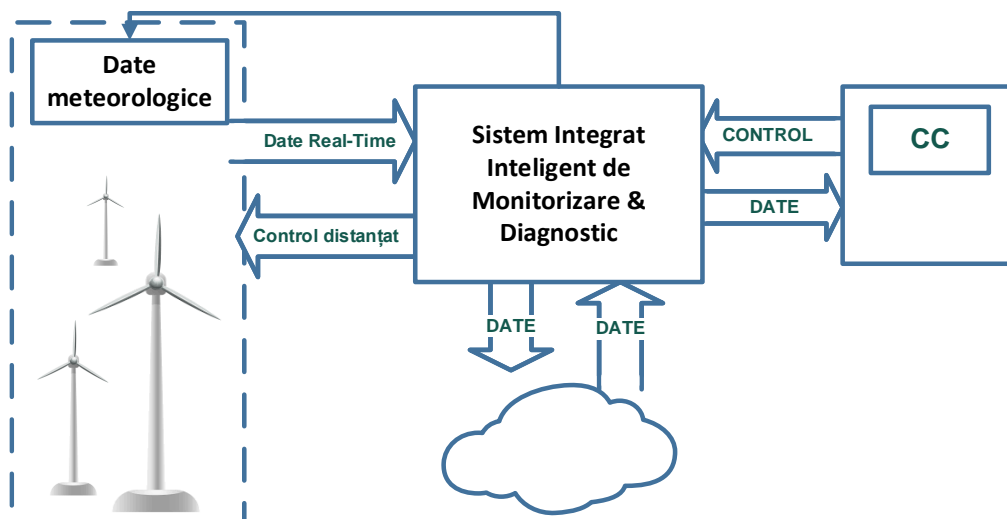 Date
meteorologice
Date Real-Time
Control distanțat
Sistem Integrat
Inteligent de
Monitorizare &
Diagnostic
CONTROL
DATE
CC
DATE
DATE